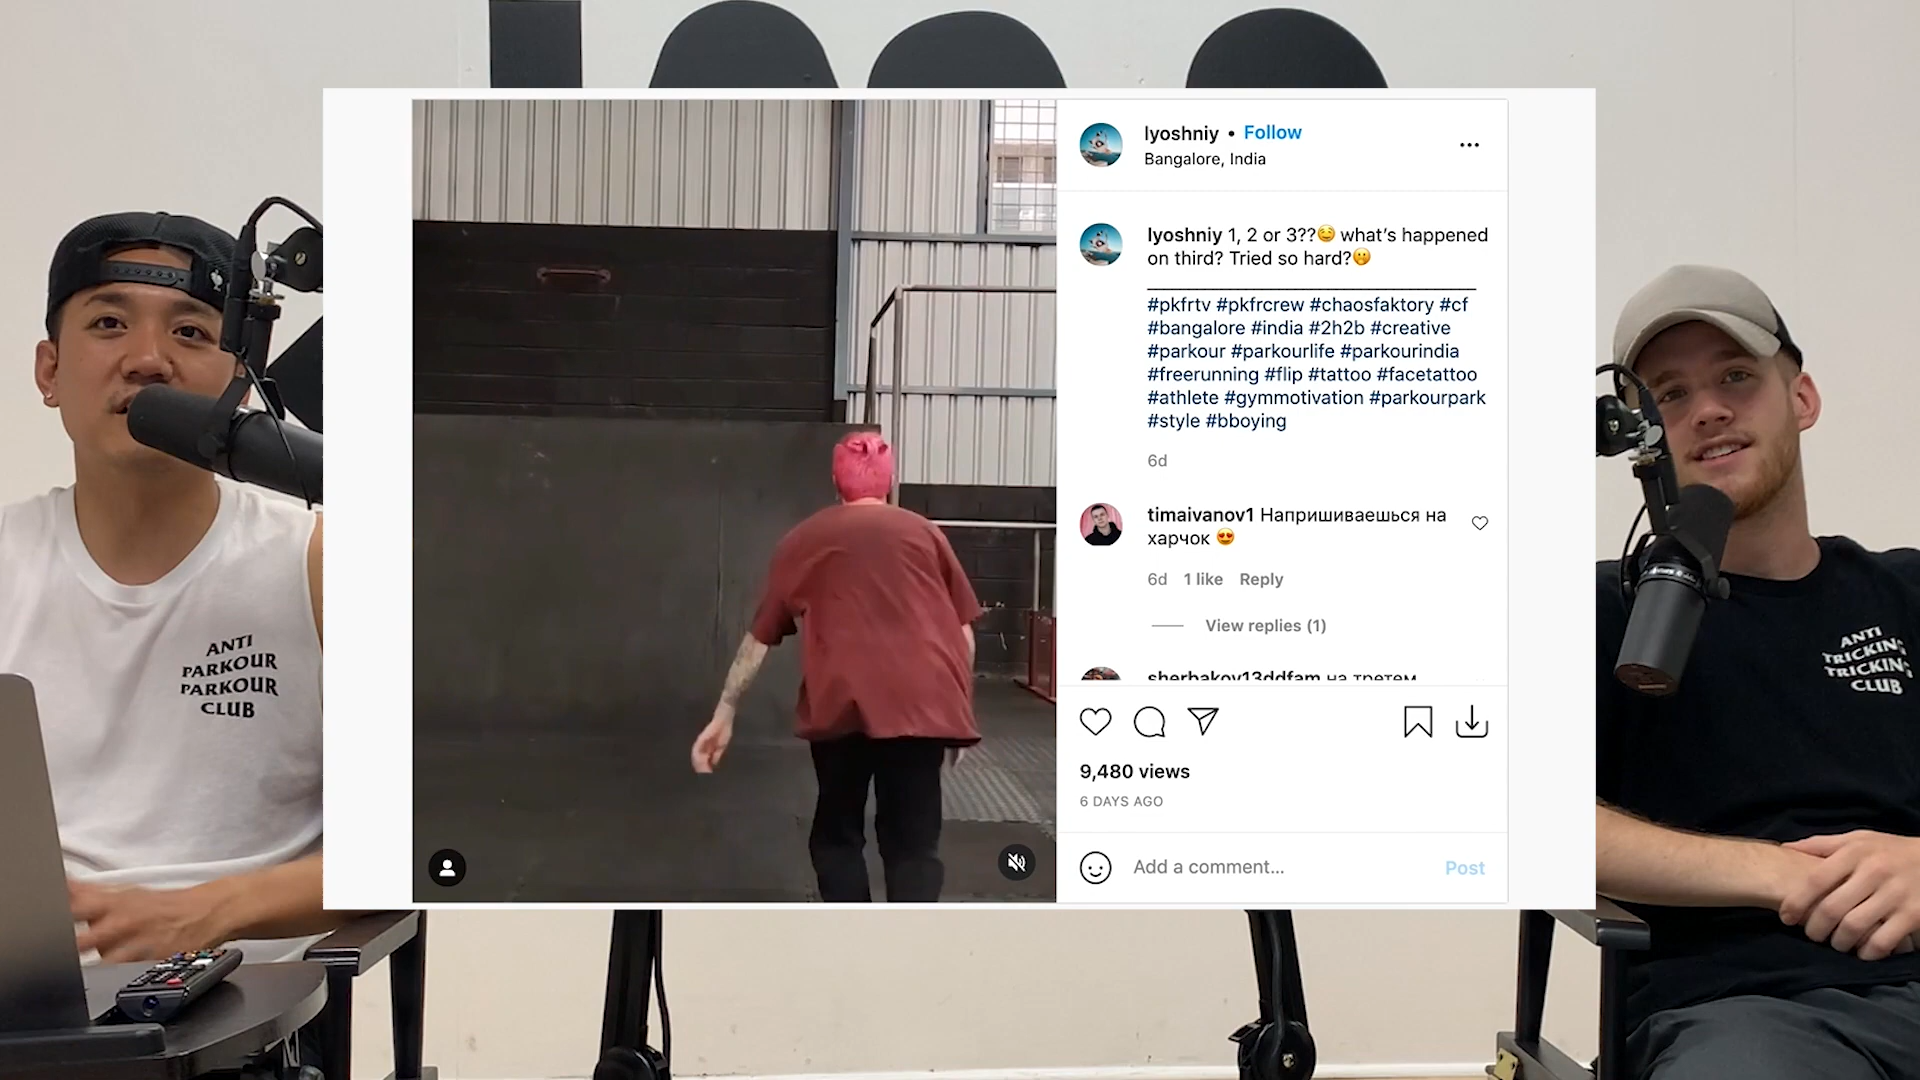 lyoshniy • Follow
Bangalore, India
lyoshniy 1, 2 or 3??😏 what's happened
on third? Tried so hard?🤭
#pkfrtv #pkfrcrew #chaosfaktory #cf
#bangalore #india #2h2b #creative
#parkour #parkourlife #parkourindia
#freerunning #flip #tattoo #facetattoo
#athlete #gymmotivation #parkourpark
#style #bboying
6d
timaivanov1 Напришиваешься на
харчок 😍
6d 1 like Reply
View replies (1)
sherbakov13ddfam на третем
9,480 views
6 DAYS AGO
Add a comment...
Post
ANTI
PARKOUR
PARKOUR
CLUB
ANTI
TRICKING
TRICKING
CLUB